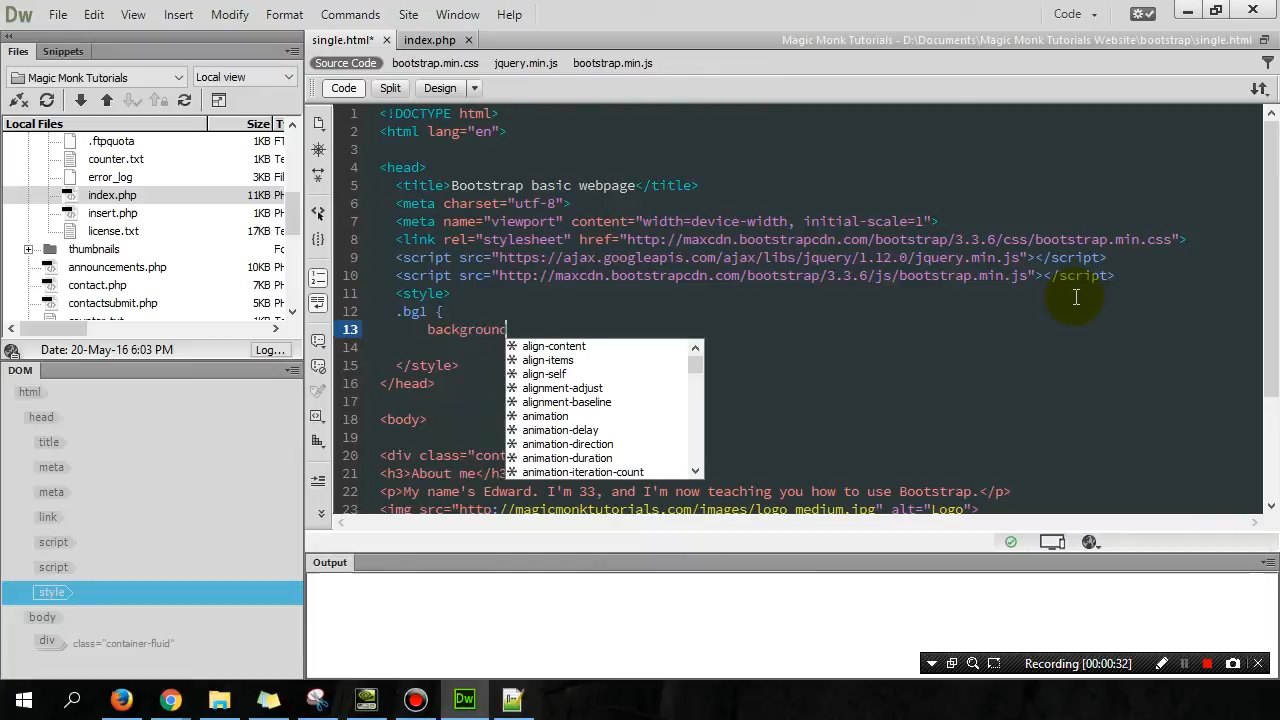 Dw File Edit View Insert Modify Format Commands Site Window Help Code
Files Snippets
single.html* index.php
Magic Monk Tutorials - D:\Documents\Magic Monk Tutorials Website\bootstrap\single.html
Source Code bootstrap.min.css jquery.min.js bootstrap.min.js
Magic Monk Tutorials Local view
Code Split Design
Local Files Size
.ftpquota 1KB
counter.txt 1KB
error_log 3KB
index.php 11KB
insert.php 1KB
license.txt 17KB
thumbnails
announcements.php 1KB
contact.php 1KB
contactsubmit.php 1KB
Date: 20-May-16 6:03 PM Log...
DOM
html
head
title
meta
meta
link
script
script
style
body
div class="container-fluid"
1 <!DOCTYPE html>
2 <html lang="en">
3
4 <head>
5 <title>Bootstrap basic webpage</title>
6 <meta charset="utf-8">
7 <meta name="viewport" content="width=device-width, initial-scale=1">
8 <link rel="stylesheet" href="http://maxcdn.bootstrapcdn.com/bootstrap/3.3.6/css/bootstrap.min.css">
9 <script src="https://ajax.googleapis.com/ajax/libs/jquery/1.12.0/jquery.min.js"></script>
10 <script src="http://maxcdn.bootstrapcdn.com/bootstrap/3.3.6/js/bootstrap.min.js"></script>
11 <style>
12 .bg1 {
13 background
14
15 </style>
16 </head>
17
18 <body>
19
20 <div class="cont
21 <h3>About me</h3
22 <p>My name's Edward. I'm 33, and I'm now teaching you how to use Bootstrap.</p>
23 <img src="http://magicmonktutorials.com/images/logo_medium.jpg" alt="Logo">
align-content
align-items
align-self
alignment-adjust
alignment-baseline
animation
animation-delay
animation-direction
animation-duration
animation-iteration-count
Output
Recording [00:00:32]
Dw